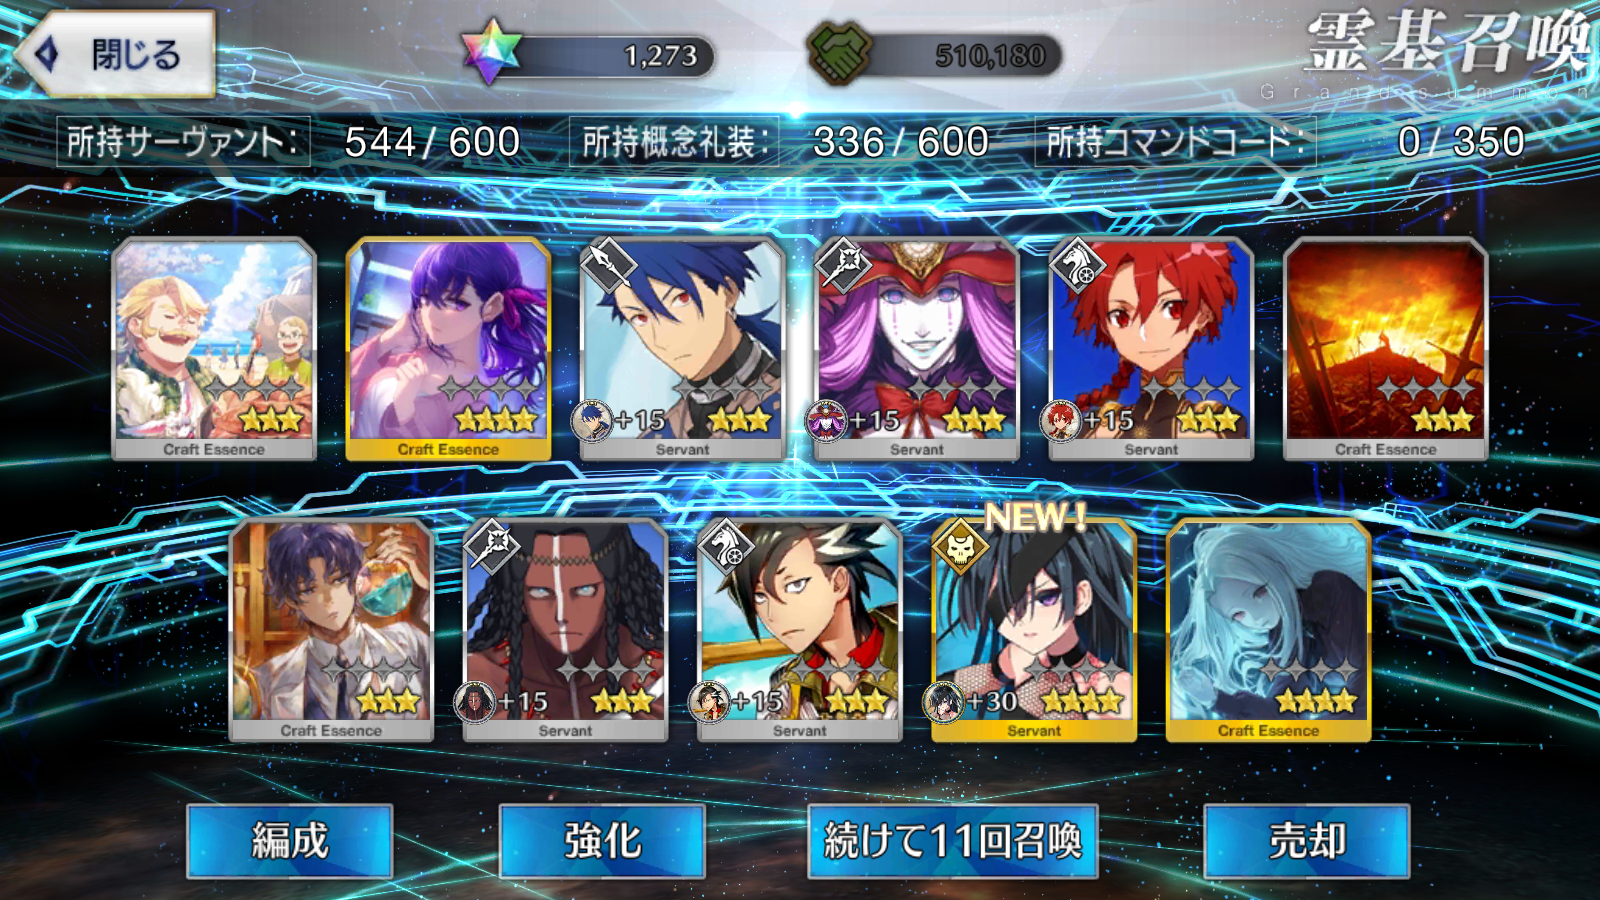 閉じる
1,273
510,180
霊基召喚
Grand summon
所持サーヴァント: 544 / 600
所持概念礼装: 336 / 600
所持コマンドコード: 0 / 350
Craft Essence
Craft Essence
+15
Servant
+15
Servant
+15
Servant
Craft Essence
Craft Essence
+15
Servant
+15
Servant
NEW!
+30
Servant
Craft Essence
編成
強化
続けて11回召喚
売却